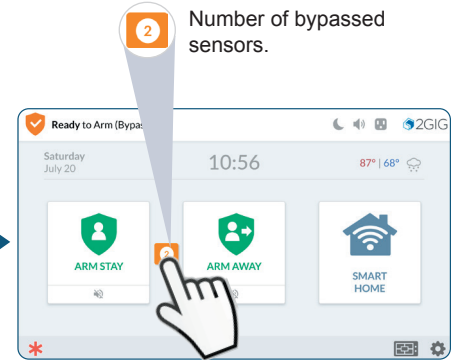 2
Number of bypassed
sensors.
Ready to Arm (Bypas
2GIG
Saturday
July 20
10:56
87° | 68°
ARM STAY
2
ARM AWAY
SMART
HOME